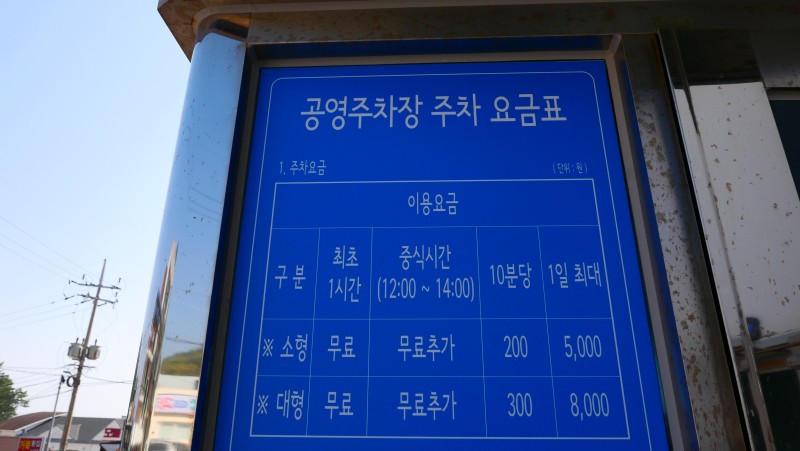 공영주차장 주차 요금표
1. 주차요금 (단위 : 원)
이용요금
구분 최초 1시간 중식시간 (12:00 ~ 14:00) 10분당 1일 최대
※ 소형 무료 무료추가 200 5,000
※ 대형 무료 무료추가 300 8,000